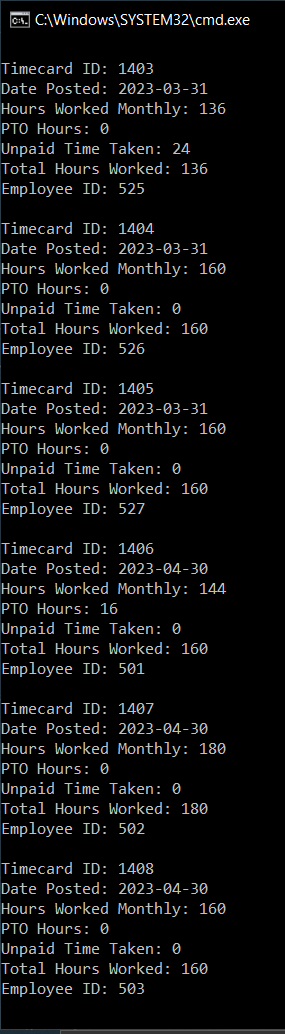 C:\Windows\SYSTEM32\cmd.exe
Timecard ID: 1403
Date Posted: 2023-03-31
Hours Worked Monthly: 136
PTO Hours: 0
Unpaid Time Taken: 24
Total Hours Worked: 136
Employee ID: 525
Timecard ID: 1404
Date Posted: 2023-03-31
Hours Worked Monthly: 160
PTO Hours: 0
Unpaid Time Taken: 0
Total Hours Worked: 160
Employee ID: 526
Timecard ID: 1405
Date Posted: 2023-03-31
Hours Worked Monthly: 160
PTO Hours: 0
Unpaid Time Taken: 0
Total Hours Worked: 160
Employee ID: 527
Timecard ID: 1406
Date Posted: 2023-04-30
Hours Worked Monthly: 144
PTO Hours: 16
Unpaid Time Taken: 0
Total Hours Worked: 160
Employee ID: 501
Timecard ID: 1407
Date Posted: 2023-04-30
Hours Worked Monthly: 180
PTO Hours: 0
Unpaid Time Taken: 0
Total Hours Worked: 180
Employee ID: 502
Timecard ID: 1408
Date Posted: 2023-04-30
Hours Worked Monthly: 160
PTO Hours: 0
Unpaid Time Taken: 0
Total Hours Worked: 160
Employee ID: 503